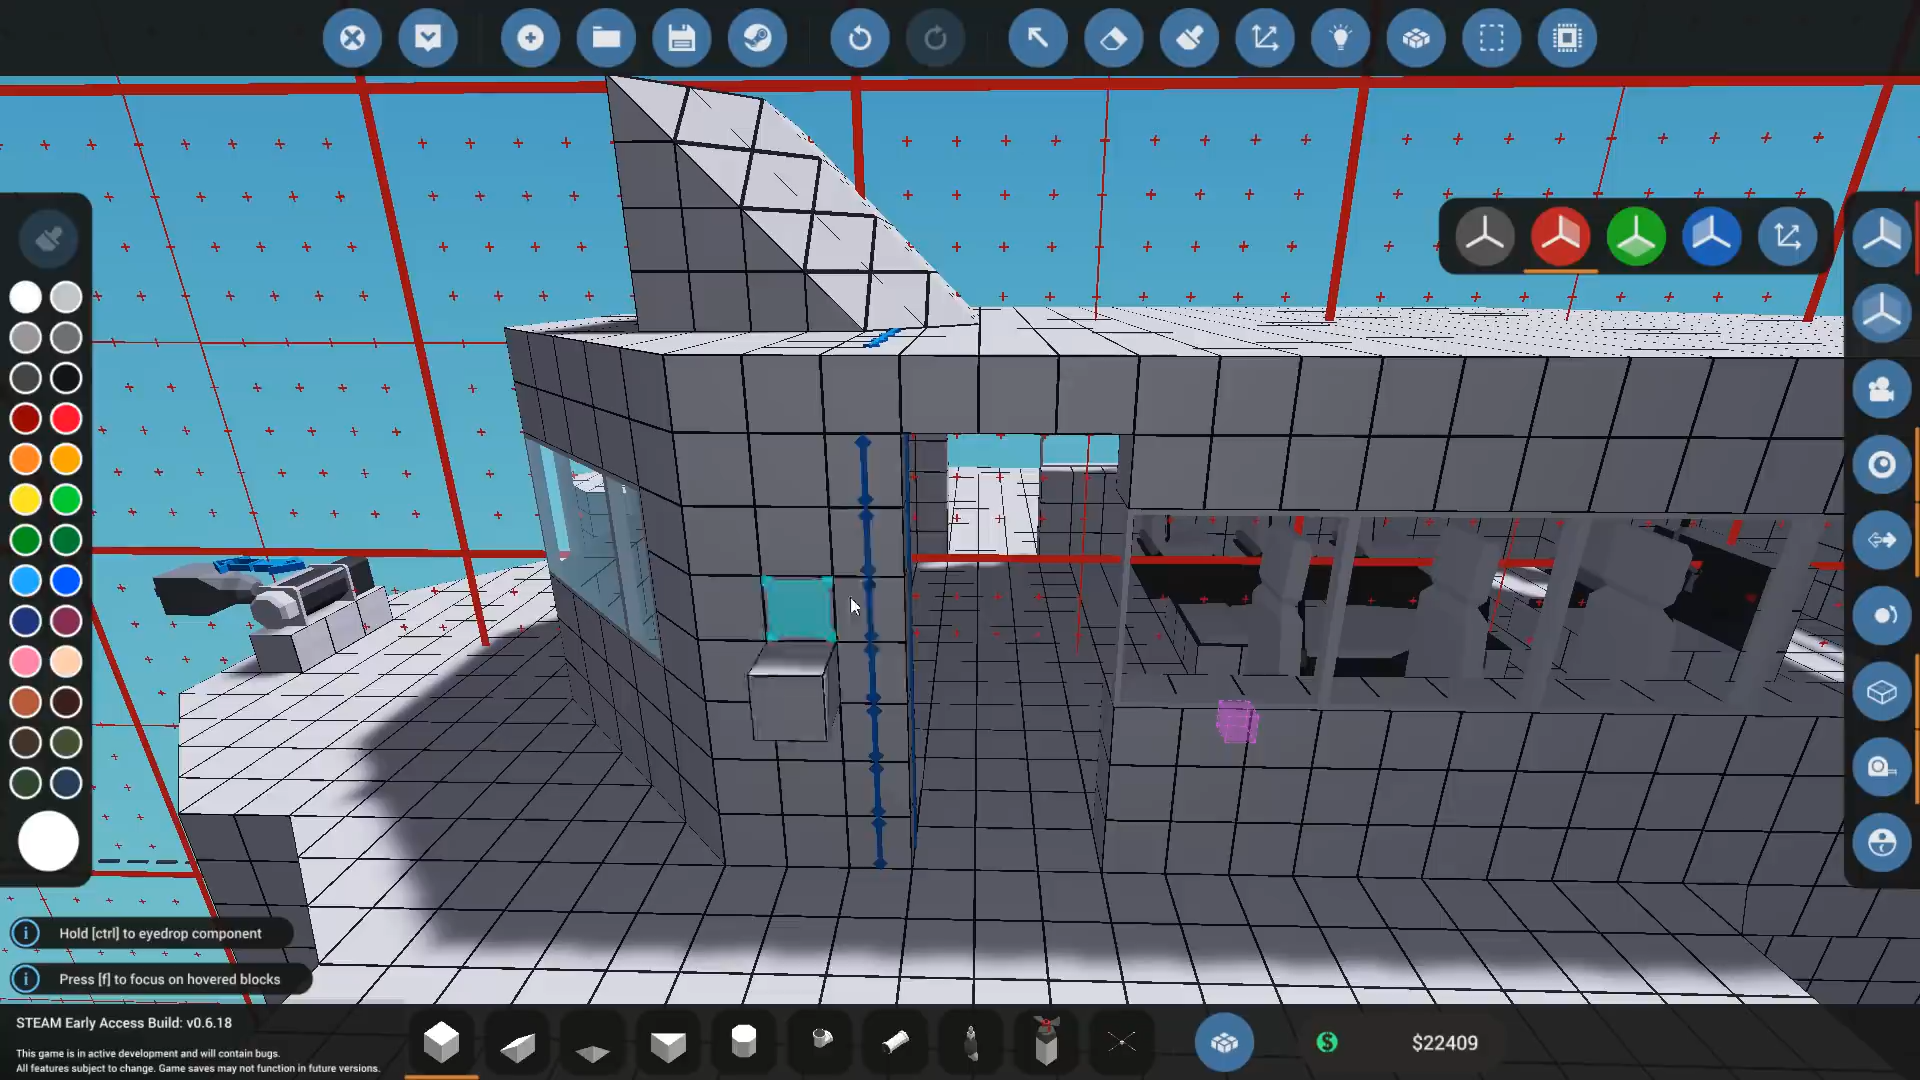 Hold [ctrl] to eyedrop component
Press [f] to focus on hovered blocks
STEAM Early Access Build: v0.6.18
This game is in active development and will contain bugs.
All features subject to change. Game saves may not function in future versions.
$22409